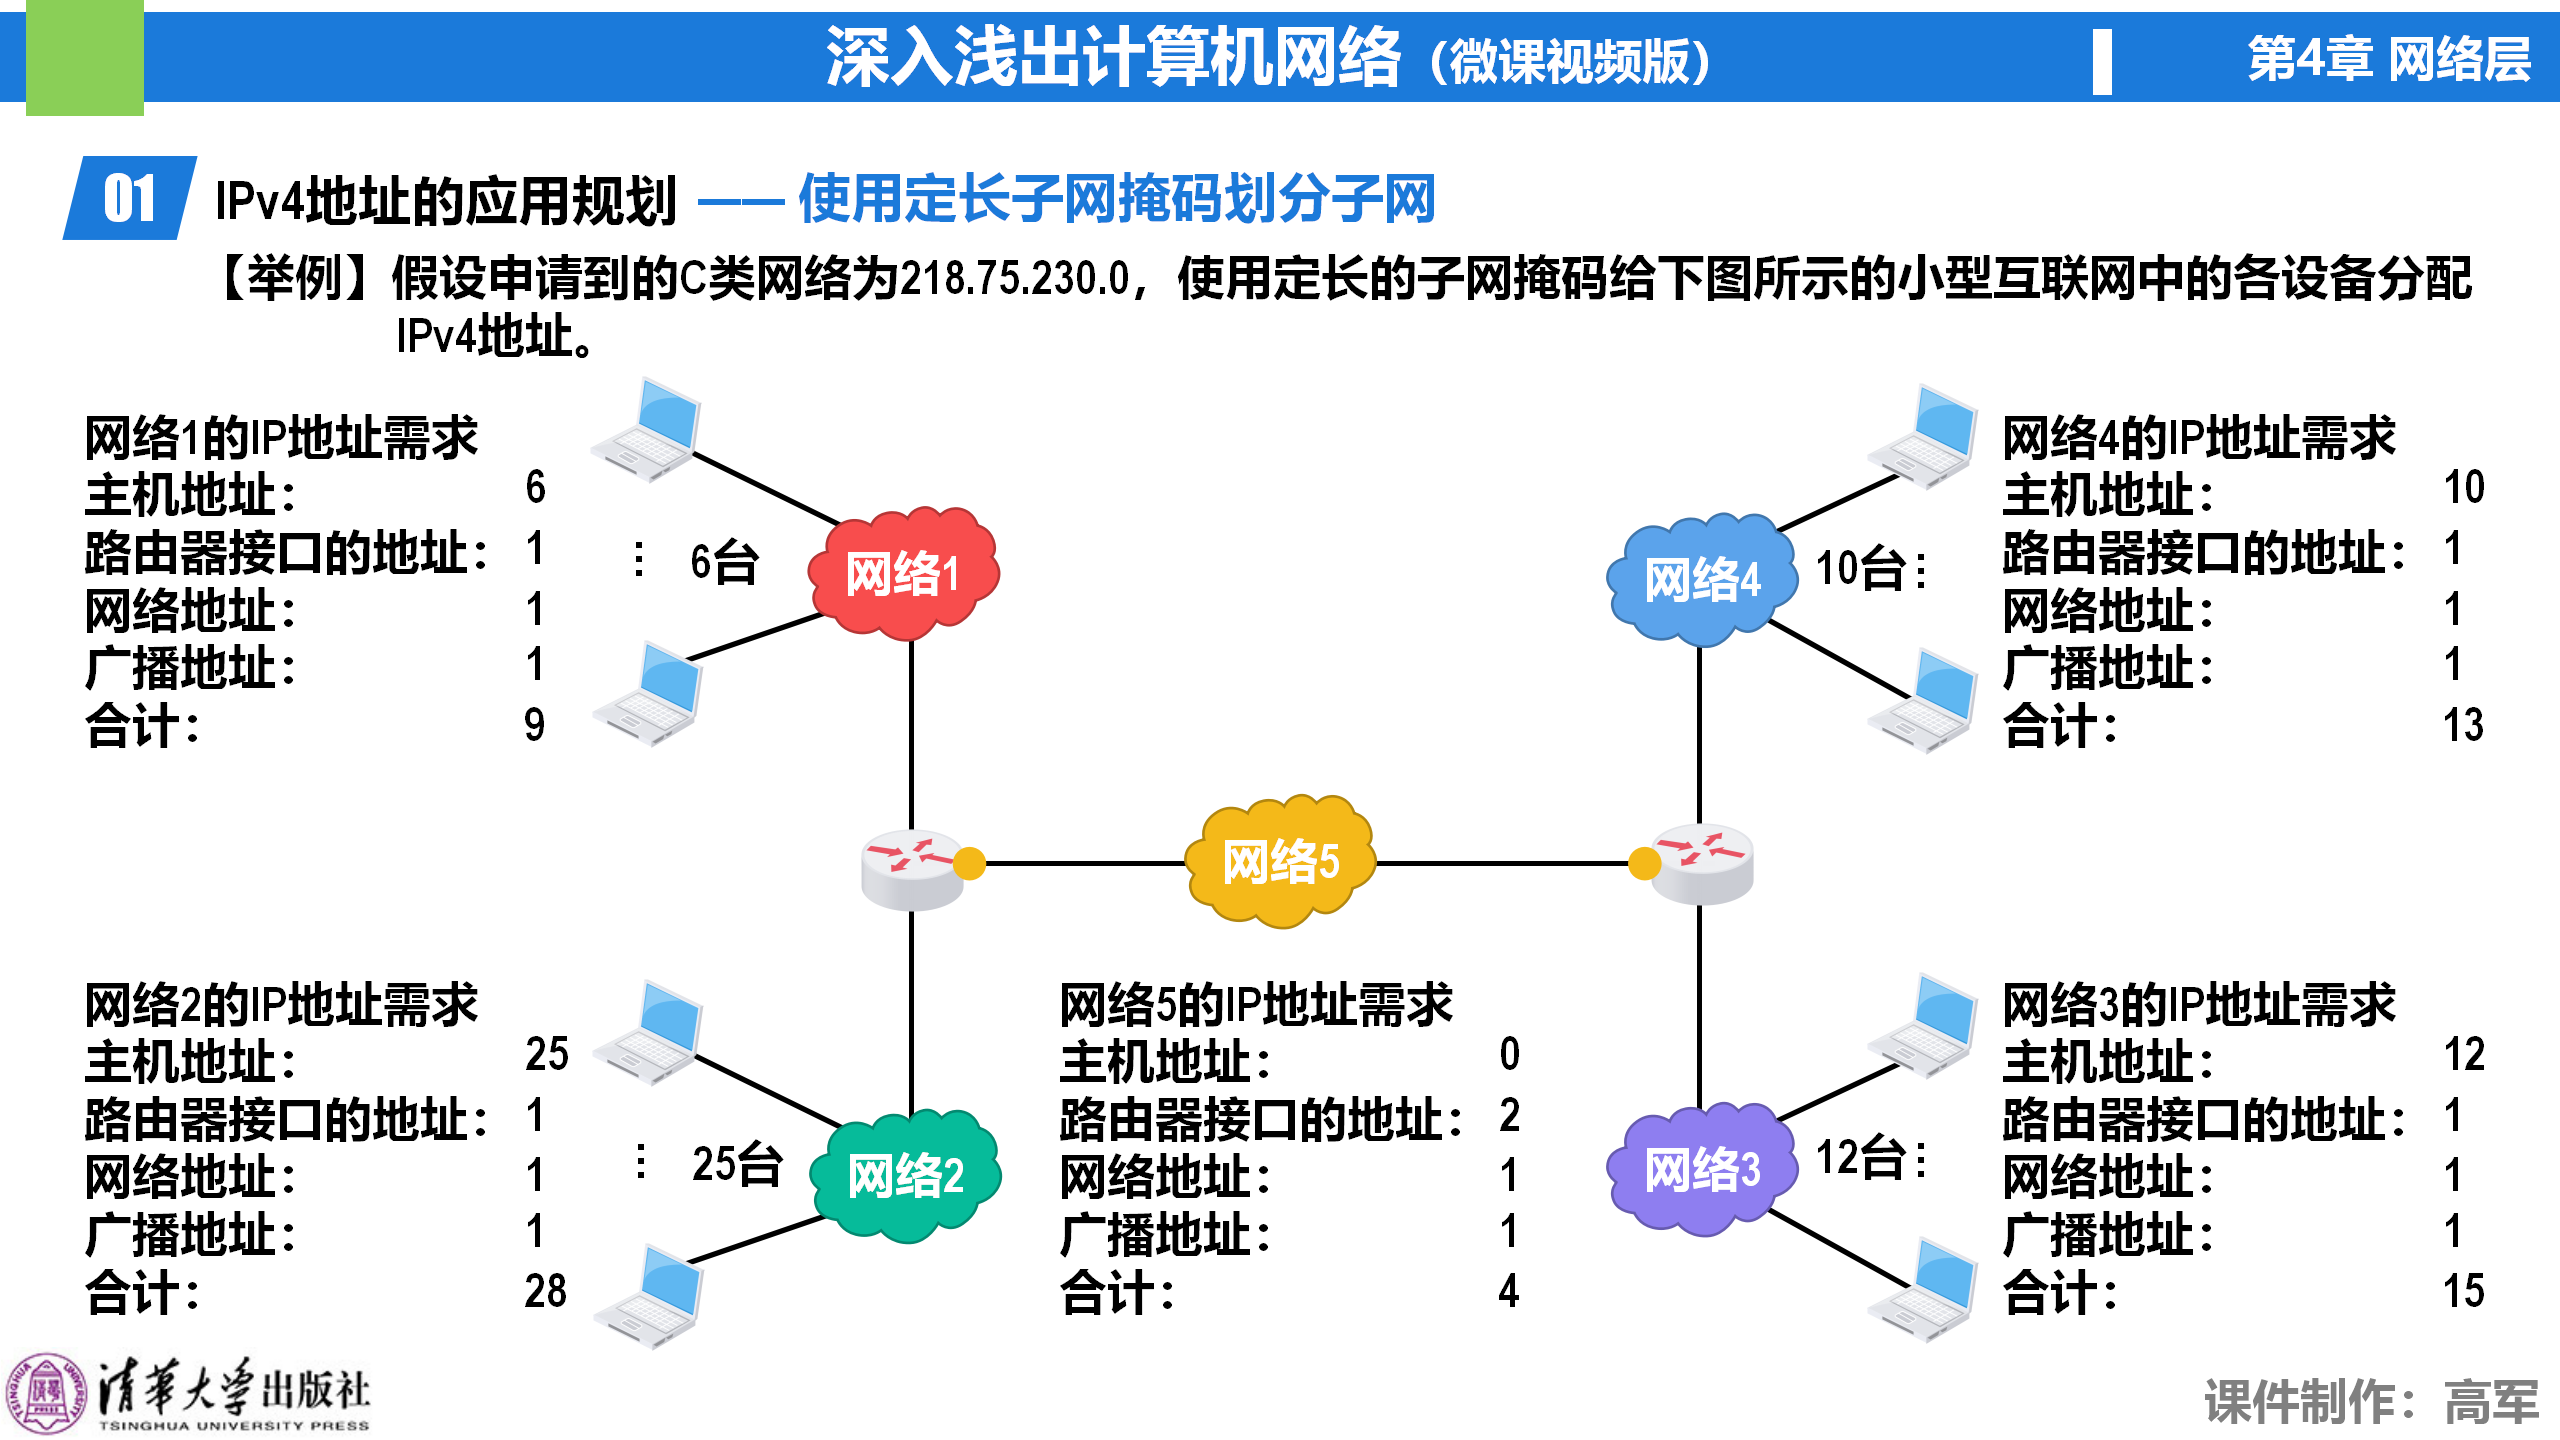 深入浅出计算机网络（微课视频版）
第4章 网络层
01
IPv4地址的应用规划 —— 使用定长子网掩码划分子网
【举例】假设申请到的C类网络为218.75.230.0，使用定长的子网掩码给下图所示的小型互联网中的各设备分配
IPv4地址。
网络1的IP地址需求
主机地址： 6
路由器接口的地址： 1
网络地址： 1
广播地址： 1
合计： 9
⋮ 6台
网络1
网络4
10台 ⋮
网络4的IP地址需求
主机地址： 10
路由器接口的地址： 1
网络地址： 1
广播地址： 1
合计： 13
网络5
网络2的IP地址需求
主机地址： 25
路由器接口的地址： 1
网络地址： 1
广播地址： 1
合计： 28
⋮ 25台
网络2
网络5的IP地址需求
主机地址： 0
路由器接口的地址： 2
网络地址： 1
广播地址： 1
合计： 4
网络3
12台 ⋮
网络3的IP地址需求
主机地址： 12
路由器接口的地址： 1
网络地址： 1
广播地址： 1
合计： 15
清华大学出版社
TSINGHUA UNIVERSITY PRESS
课件制作：高军